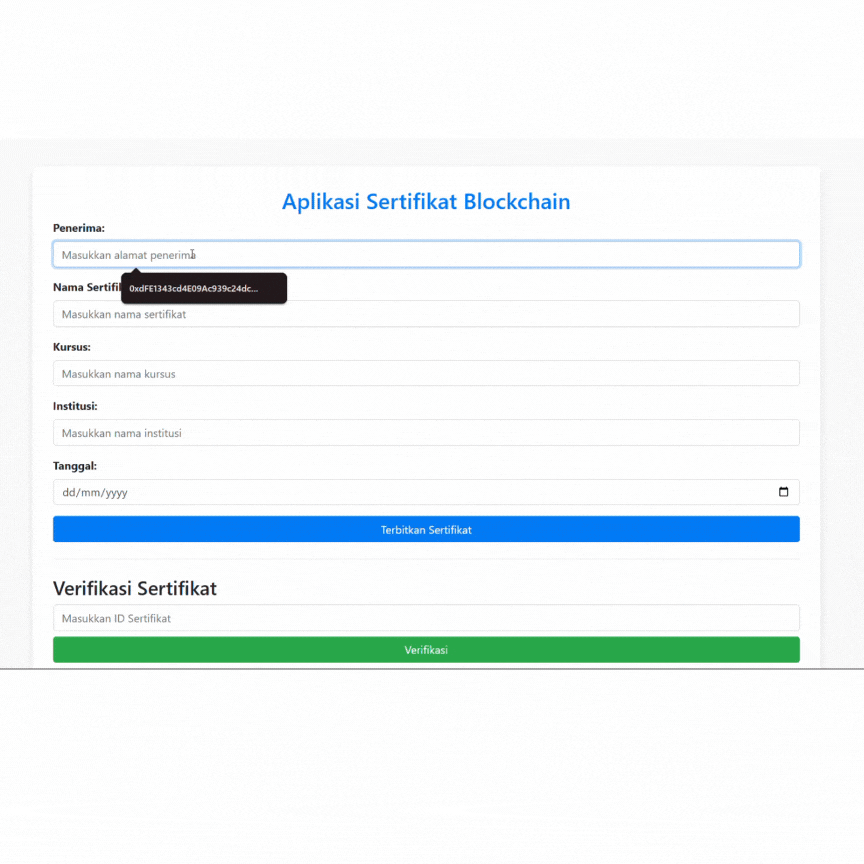 Aplikasi Sertifikat Blockchain
Penerima:
Masukkan alamat penerima
0xdFE1343cd4E09Ac939c24dc...
Nama Sertifi
Masukkan nama sertifikat
Kursus:
Masukkan nama kursus
Institusi:
Masukkan nama institusi
Tanggal:
dd/mm/yyyy
Terbitkan Sertifikat
Verifikasi Sertifikat
Masukkan ID Sertifikat
Verifikasi